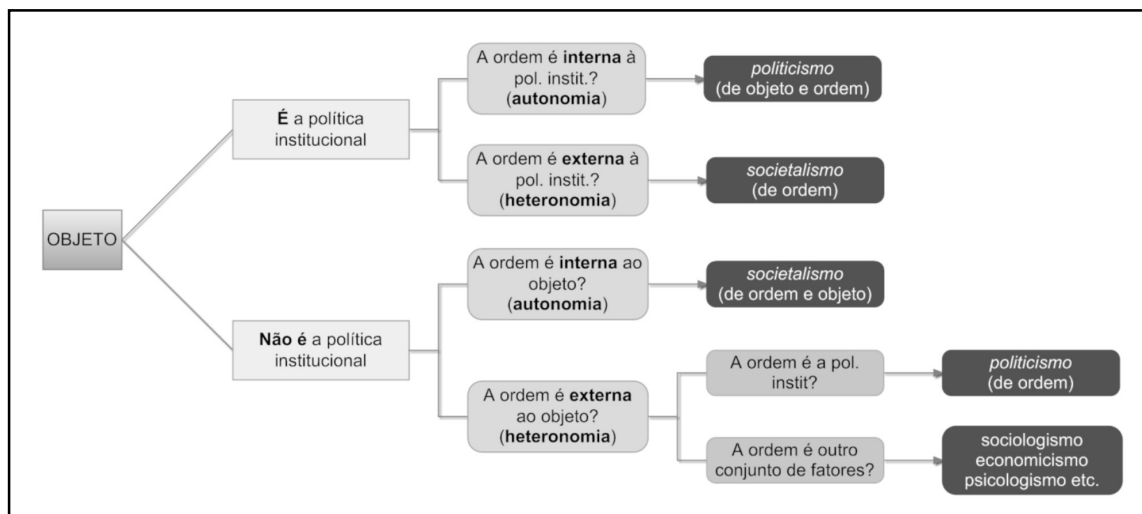 OBJETO
É a política
institucional
A ordem é interna à
pol. instit.?
(autonomia)
politicismo
(de objeto e ordem)
A ordem é externa à
pol. instit.?
(heteronomia)
societalismo
(de ordem)
Não é a política
institucional
A ordem é interna ao
objeto?
(autonomia)
societalismo
(de ordem e objeto)
A ordem é externa
ao objeto?
(heteronomia)
A ordem é a pol.
instit?
politicismo
(de ordem)
A ordem é outro
conjunto de fatores?
sociologismo
economicismo
psicologismo etc.